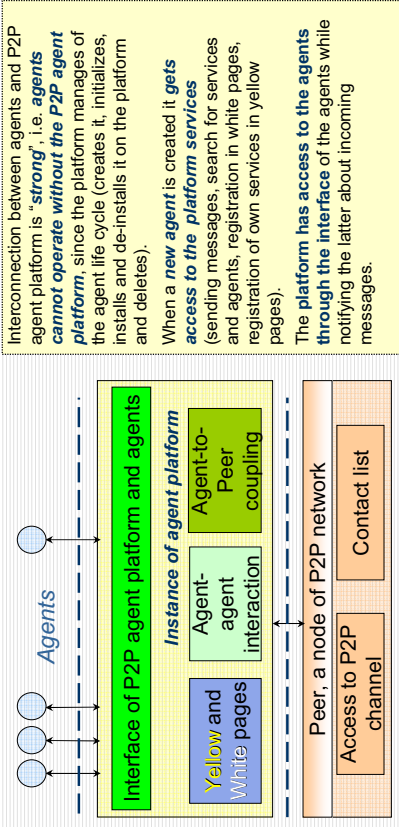 Agents
Interface of P2P agent platform and agents
Instance of agent platform
Yellow and
White pages
Agent-
agent
interaction
Agent-to-
Peer
coupling
Peer, a node of P2P network
Access to P2P
channel
Contact list
Interconnection between agents and P2P
agent platform is “strong”, i.e. agents
cannot operate without the P2P agent
platform, since the platform manages of
the agent life cycle (creates it, initializes,
installs and de-installs it on the platform
and deletes).
When a new agent is created it gets
access to the platform services
(sending messages, search for services
and agents, registration in white pages,
registration of own services in yellow
pages).
The platform has access to the agents
through the interface of the agents while
notifying the latter about incoming
messages.